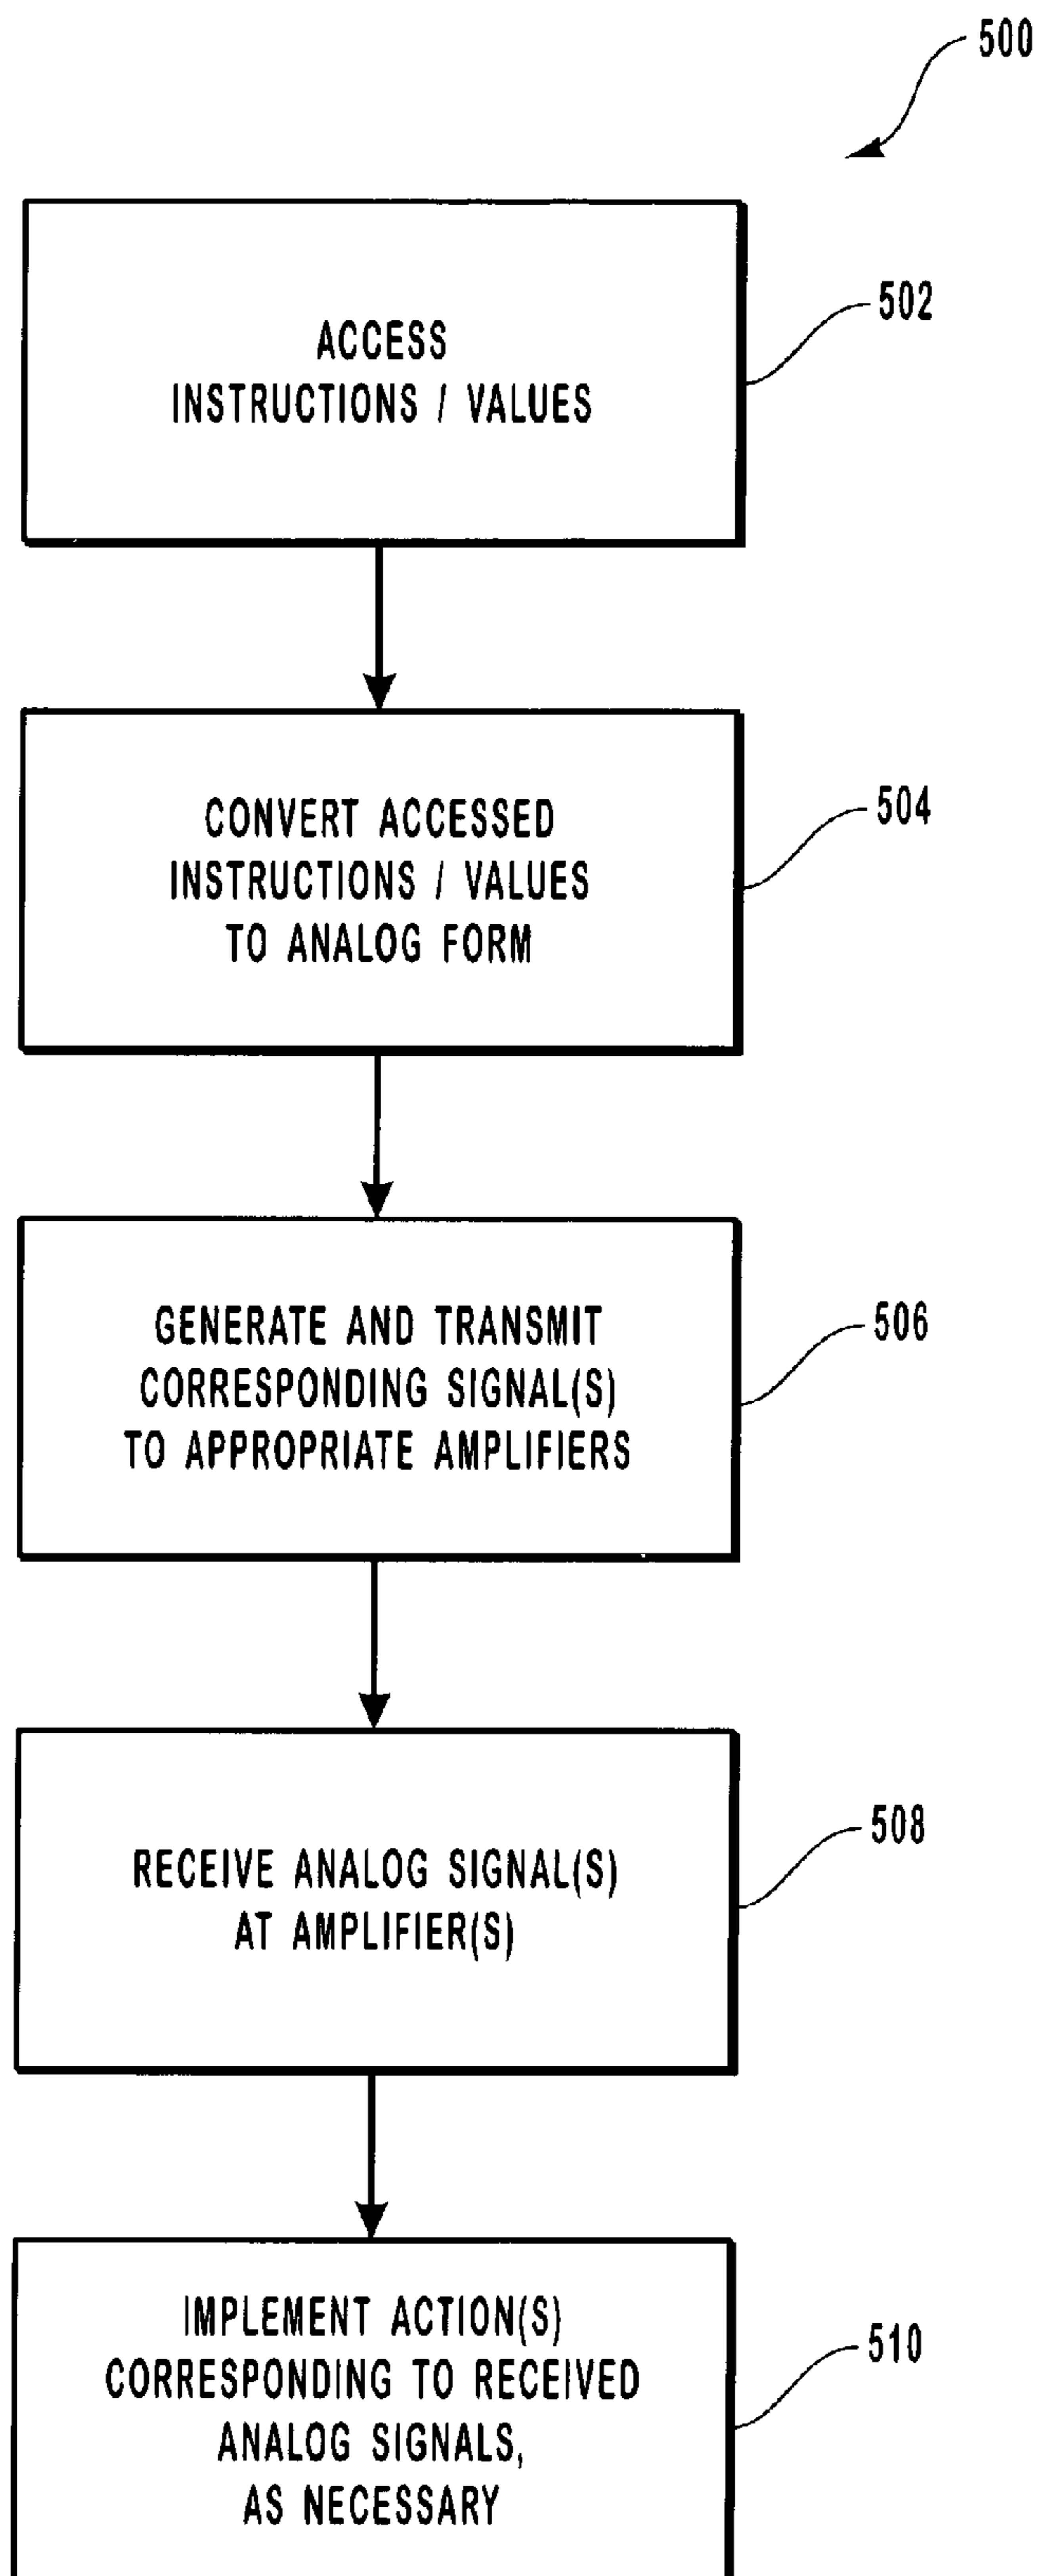 500
ACCESS
INSTRUCTIONS / VALUES
502
CONVERT ACCESSED
INSTRUCTIONS / VALUES
TO ANALOG FORM
504
GENERATE AND TRANSMIT
CORRESPONDING SIGNAL(S)
TO APPROPRIATE AMPLIFIERS
506
RECEIVE ANALOG SIGNAL(S)
AT AMPLIFIER(S)
508
IMPLEMENT ACTION(S)
CORRESPONDING TO RECEIVED
ANALOG SIGNALS,
AS NECESSARY
510